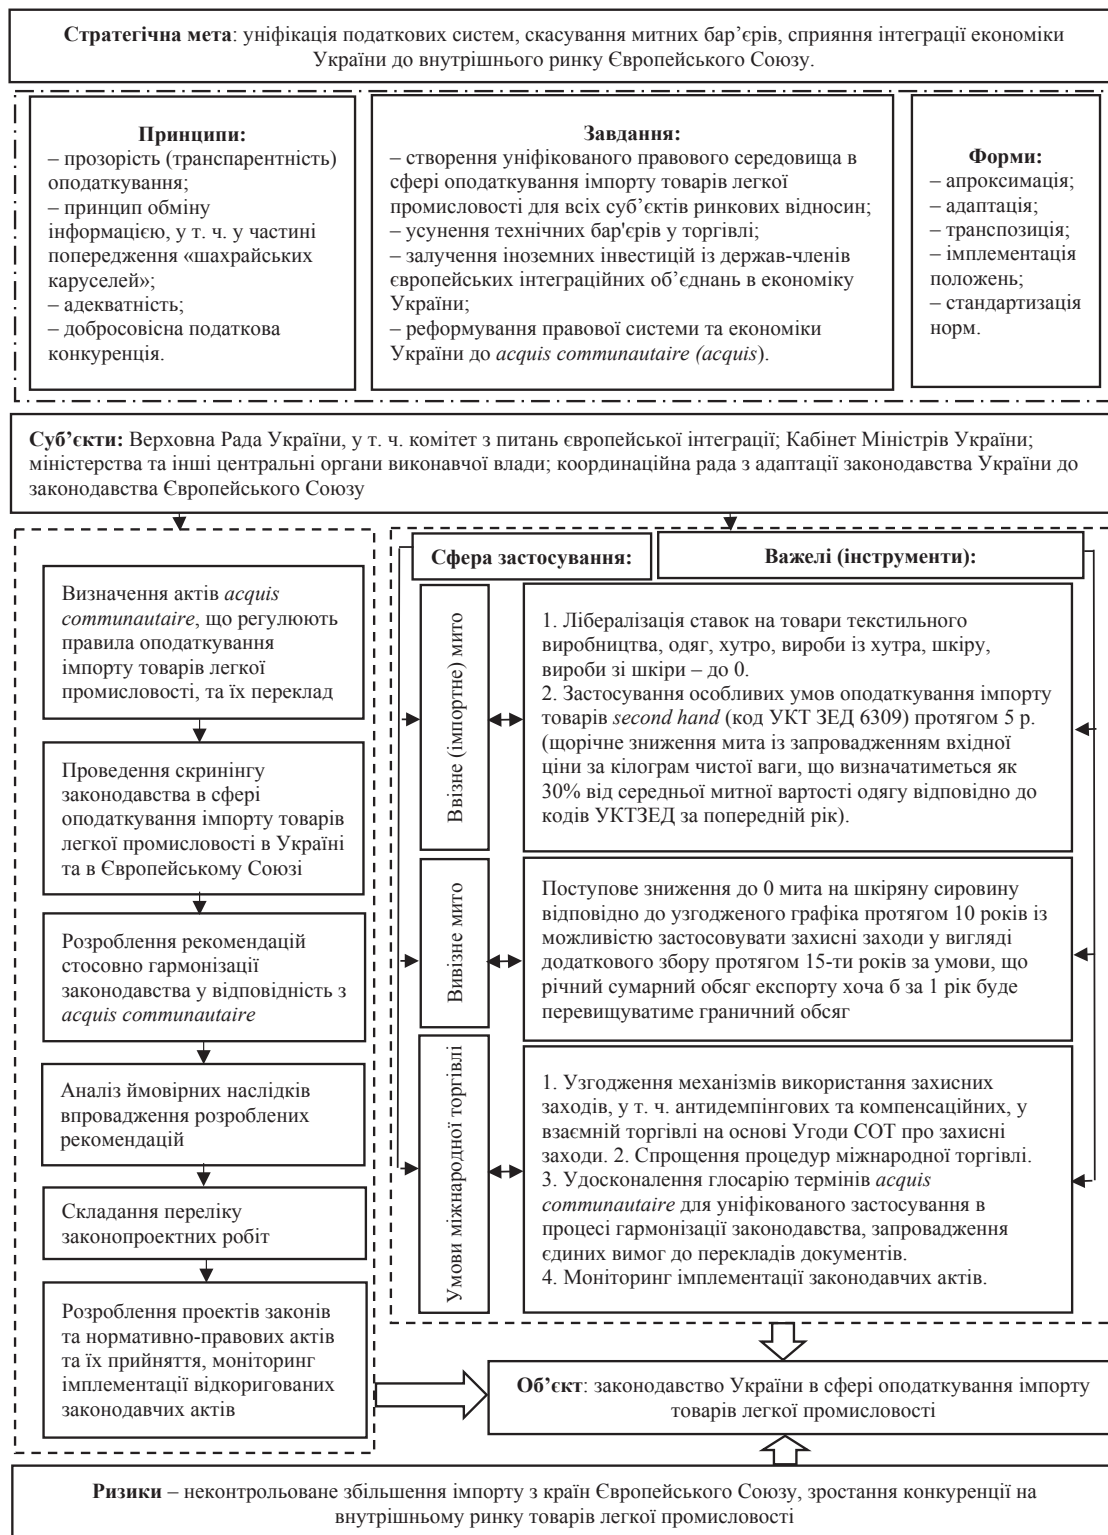 Стратегічна мета: уніфікація податкових систем, скасування митних бар’єрів, сприяння інтеграції економіки
України до внутрішнього ринку Європейського Союзу.
Принципи:
– прозорість (транспарентність)
оподаткування;
– принцип обміну
інформацією, у т. ч. у частині
попередження «шахрайських
каруселей»;
– адекватність;
– добросовісна податкова
конкуренція.
Завдання:
– створення уніфікованого правового середовища в
сфері оподаткування імпорту товарів легкої
промисловості для всіх суб’єктів ринкових відносин;
– усунення технічних бар'єрів у торгівлі;
– залучення іноземних інвестицій із держав-членів
європейських інтеграційних об’єднань в економіку
України;
– реформування правової системи та економіки
України до acquis communautaire (acquis).
Форми:
– апроксимація;
– адаптація;
– транспозиція;
– імплементація
положень;
– стандартизація
норм.
Суб’єкти: Верховна Рада України, у т. ч. комітет з питань європейської інтеграції; Кабінет Міністрів України;
міністерства та інші центральні органи виконавчої влади; координаційна рада з адаптації законодавства України до
законодавства Європейського Союзу
Визначення актів acquis
communautaire, що регулюють
правила оподаткування
імпорту товарів легкої
промисловості, та їх переклад
Проведення скринінгу
законодавства в сфері
оподаткування імпорту товарів
легкої промисловості в Україні
та в Європейському Союзі
Розроблення рекомендацій
стосовно гармонізації
законодавства у відповідність з
acquis communautaire
Аналіз ймовірних наслідків
впровадження розроблених
рекомендацій
Складання переліку
законопроектних робіт
Розроблення проектів законів
та нормативно-правових актів
та їх прийняття, моніторинг
імплементації відкоригованих
законодавчих актів
Сфера застосування:
Важелі (інструменти):
Ввізне (імпортне) мито
1. Лібералізація ставок на товари текстильного
виробництва, одяг, хутро, вироби із хутра, шкіру,
вироби зі шкіри – до 0.
2. Застосування особливих умов оподаткування імпорту
товарів second hand (код УКТ ЗЕД 6309) протягом 5 р.
(щорічне зниження мита із запровадженням вхідної
ціни за кілограм чистої ваги, що визначатиметься як
30% від середньої митної вартості одягу відповідно до
кодів УКТЗЕД за попередній рік).
Вивізне мито
Поступове зниження до 0 мита на шкіряну сировину
відповідно до узгодженого графіка протягом 10 років із
можливістю застосовувати захисні заходи у вигляді
додаткового збору протягом 15-ти років за умови, що
річний сумарний обсяг експорту хоча б за 1 рік буде
перевищуватиме граничний обсяг
Умови міжнародної торгівлі
1. Узгодження механізмів використання захисних
заходів, у т. ч. антидемпінгових та компенсаційних, у
взаємній торгівлі на основі Угоди СОТ про захисні
заходи. 2. Спрощення процедур міжнародної торгівлі.
3. Удосконалення глосарію термінів acquis
communautaire для уніфікованого застосування в
процесі гармонізації законодавства, запровадження
єдиних вимог до перекладів документів.
4. Моніторинг імплементації законодавчих актів.
Об’єкт: законодавство України в сфері оподаткування імпорту
товарів легкої промисловості
Ризики – неконтрольоване збільшення імпорту з країн Європейського Союзу, зростання конкуренції на
внутрішньому ринку товарів легкої промисловості